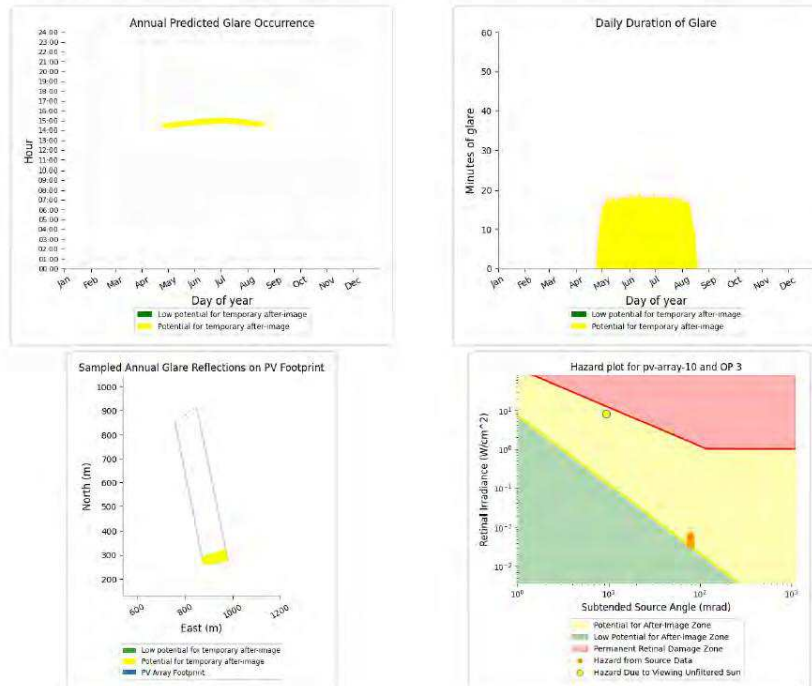 Annual Predicted Glare Occurrence
24:00
23:00
22:00
21:00
20:00
19:00
18:00
17:00
16:00
15:00
14:00
13:00
12:00
11:00
10:00
09:00
08:00
07:00
06:00
05:00
04:00
03:00
02:00
01:00
00:00
Hour
Jan Feb Mar Apr May Jun Jul Aug Sep Oct Nov Dec
Day of year
Low potential for temporary after-image
Potential for temporary after-image
Daily Duration of Glare
60
50
40
30
20
10
0
Minutes of glare
Jan Feb Mar Apr May Jun Jul Aug Sep Oct Nov Dec
Day of year
Low potential for temporary after-image
Potential for temporary after-image
Sampled Annual Glare Reflections on PV Footprint
1000
900
800
700
600
500
400
300
200
North (m)
600 800 1000 1200
East (m)
Low potential for temporary after-image
Potential for temporary after-image
PV Array Footprint
Hazard plot for pv-array-10 and OP 3
10¹
10⁰
10⁻¹
10⁻²
10⁻³
Retinal Irradiance (W/cm^2)
10⁰ 10¹ 10² 10³
Subtended Source Angle (mrad)
Potential for After-Image Zone
Low Potential for After-Image Zone
Permanent Retinal Damage Zone
Hazard from Source Data
Hazard Due to Viewing Unfiltered Sun